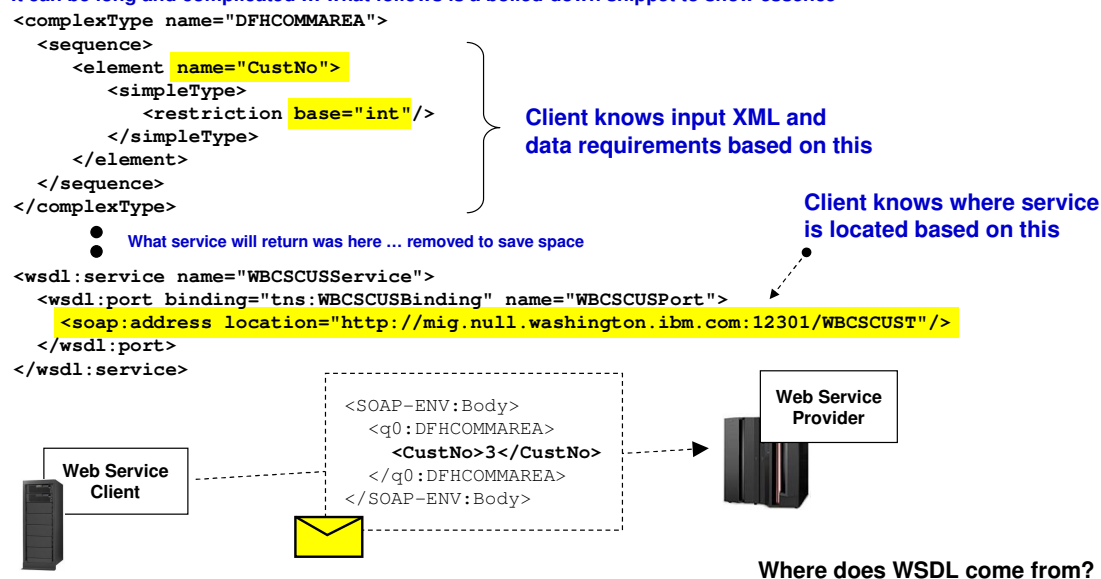 It can be long and complicated ... what follows is a boiled-down snippet to show essence
<complexType name="DFHCOMMAREA">
<sequence>
<element name="CustNo">
<simpleType>
<restriction base="int"/>
</simpleType>
</element>
</sequence>
</complexType>
Client knows input XML and
data requirements based on this
Client knows where service
is located based on this
What service will return was here ... removed to save space
<wsdl:service name="WBCSCUSService">
<wsdl:port binding="tns:WBCSCUSBinding" name="WBCSCUSPort">
<soap:address location="http://mig.null.washington.ibm.com:12301/WBCSCUST"/>
</wsdl:port>
</wsdl:service>
<SOAP-ENV:Body>
<q0:DFHCOMMAREA>
<CustNo>3</CustNo>
</q0:DFHCOMMAREA>
</SOAP-ENV:Body>
Web Service
Client
Web Service
Provider
Where does WSDL come from?